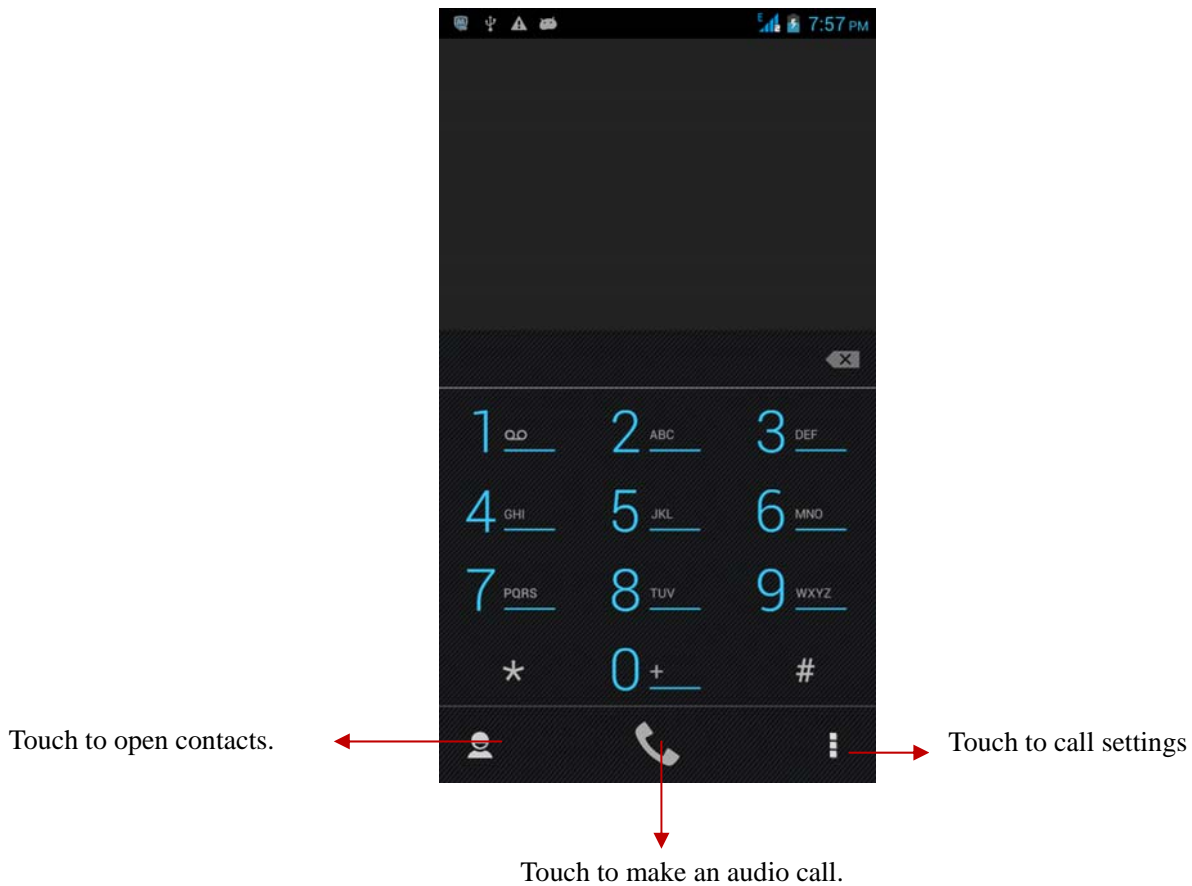 E 7:57 PM
1
2 ABC
3 DEF
4 GHI
5 JKL
6 MNO
7 PQRS
8 TUV
9 WXYZ
*
0 +
#
Touch to open contacts.
Touch to call settings
Touch to make an audio call.